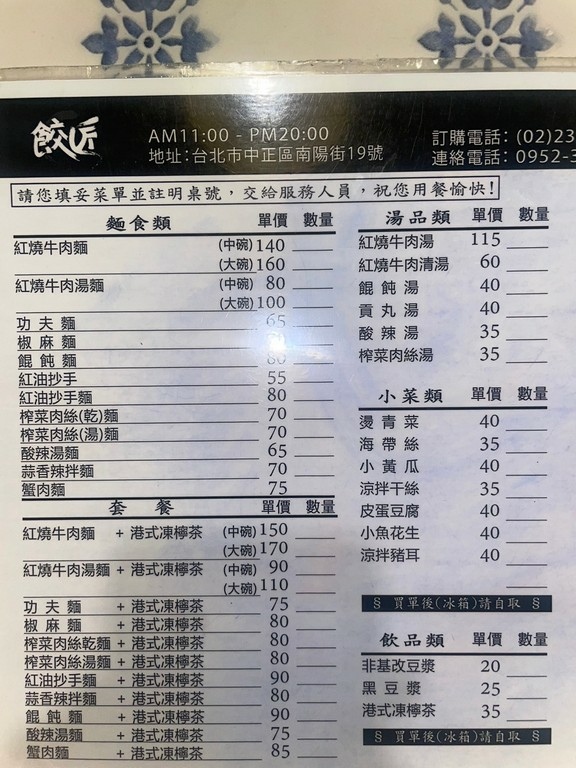 餃匠
AM11:00 - PM20:00
地址:台北市中正區南陽街19號
訂購電話: (02)23
連絡電話: 0952-3
請您填妥菜單並註明桌號，交給服務人員，祝您用餐愉快!
麵食類 單價 數量
紅燒牛肉麵 (中碗) 140
(大碗) 160
紅燒牛肉湯麵 (中碗) 80
(大碗) 100
功夫麵 65
椒麻麵
餛飩麵
紅油抄手 55
紅油抄手麵 80
榨菜肉絲(乾)麵 70
榨菜肉絲(湯)麵 70
酸辣湯麵 65
蒜香辣拌麵 70
蟹肉麵 75
套餐 單價 數量
紅燒牛肉麵 + 港式凍檸茶 (中碗) 150
(大碗) 170
紅燒牛肉湯麵 + 港式凍檸茶 (中碗) 90
(大碗) 110
功夫麵 + 港式凍檸茶 75
椒麻麵 + 港式凍檸茶 80
榨菜肉絲乾麵 + 港式凍檸茶 80
榨菜肉絲湯麵 + 港式凍檸茶 80
紅油抄手麵 + 港式凍檸茶 90
蒜香辣拌麵 + 港式凍檸茶 80
餛飩麵 + 港式凍檸茶 90
酸辣湯麵 + 港式凍檸茶 75
蟹肉麵 + 港式凍檸茶 85
湯品類 單價 數量
紅燒牛肉湯 115
紅燒牛肉清湯 60
餛飩湯 40
貢丸湯 40
酸辣湯 35
榨菜肉絲湯 35
小菜類 單價 數量
燙青菜 40
海帶絲 35
小黃瓜 40
涼拌干絲 35
皮蛋豆腐 40
小魚花生 40
涼拌豬耳 40
§ 買單後(冰箱)請自取 §
飲品類 單價 數量
非基改豆漿 20
黑豆漿 25
港式凍檸茶 35
§ 買單後(冰箱)請自取 §